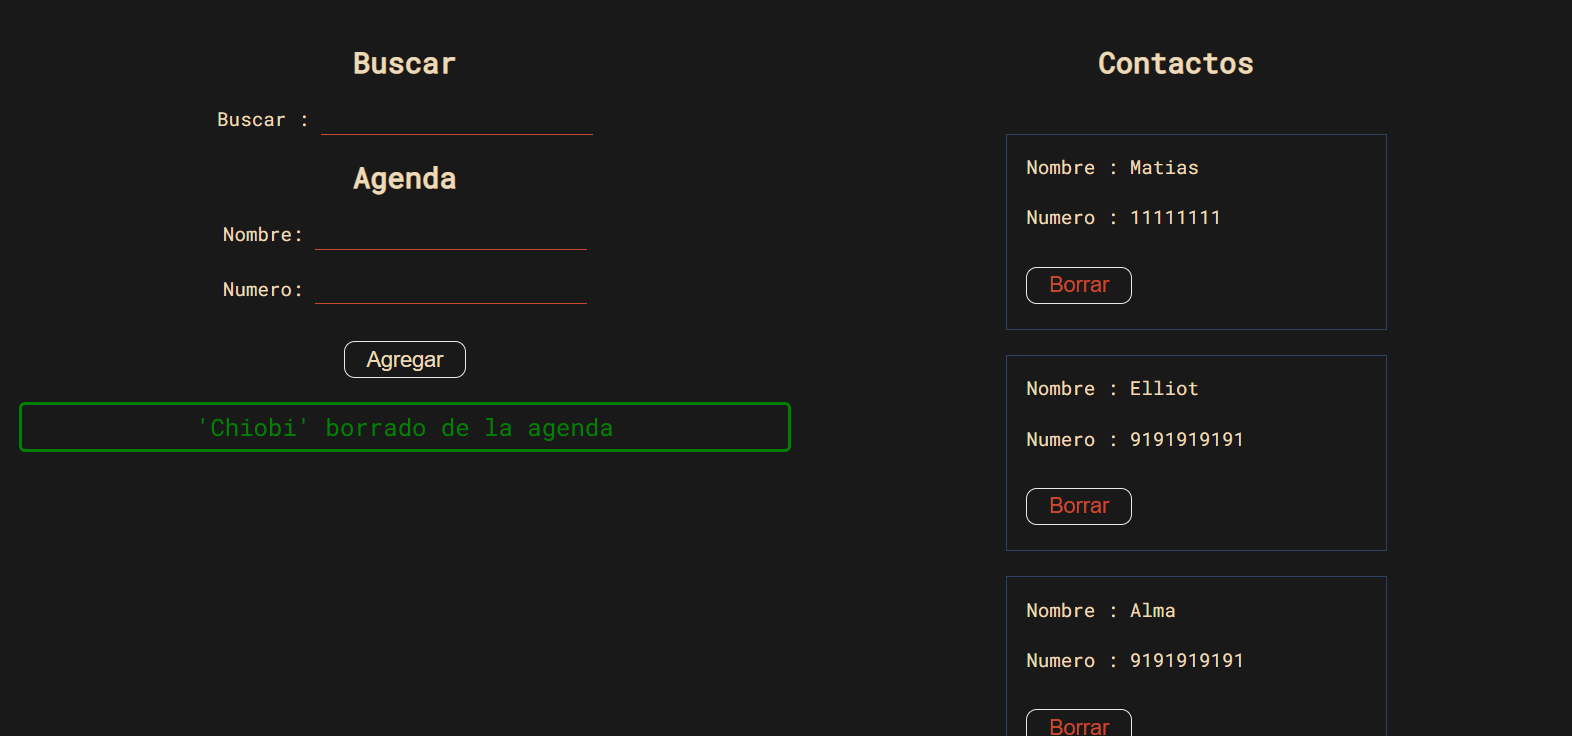 Buscar
Buscar :
Agenda
Nombre:
Numero:
Agregar
'Chiobi' borrado de la agenda
Contactos
Nombre : Matias
Numero : 11111111
Borrar
Nombre : Elliot
Numero : 9191919191
Borrar
Nombre : Alma
Numero : 9191919191
Borrar